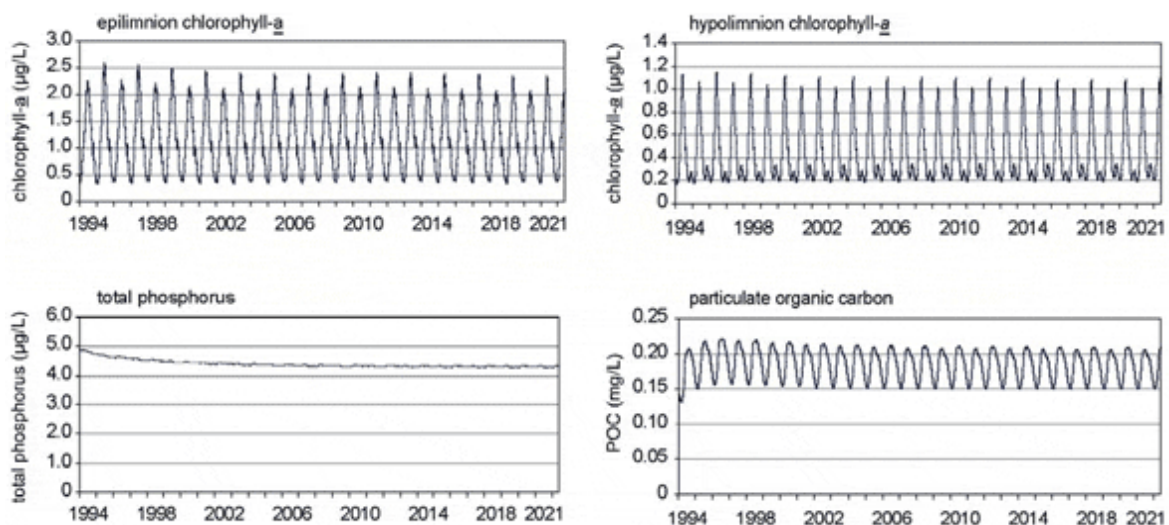 epilimnion chlorophyll-a
chlorophyll-a (µg/L)
3.0
2.5
2.0
1.5
1.0
0.5
0
1994 1998 2002 2006 2010 2014 2018 2021
hypolimnion chlorophyll-a
chlorophyll-a (µg/L)
1.4
1.2
1.0
0.8
0.6
0.4
0.2
0
1994 1998 2002 2006 2010 2014 2018 2021
total phosphorus
total phosphorus (µg/L)
6.0
5.0
4.0
3.0
2.0
1.0
0
1994 1998 2002 2006 2010 2014 2018 2021
particulate organic carbon
POC (mg/L)
0.25
0.20
0.15
0.10
0.05
0
1994 1998 2002 2006 2010 2014 2018 2021